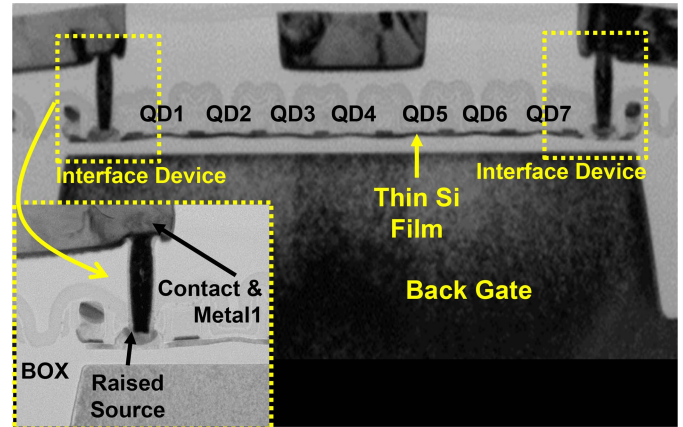 QD1 QD2 QD3 QD4 QD5 QD6 QD7
Interface Device
Interface Device
Thin Si
Film
Back Gate
Contact &
Metal1
BOX
Raised
Source